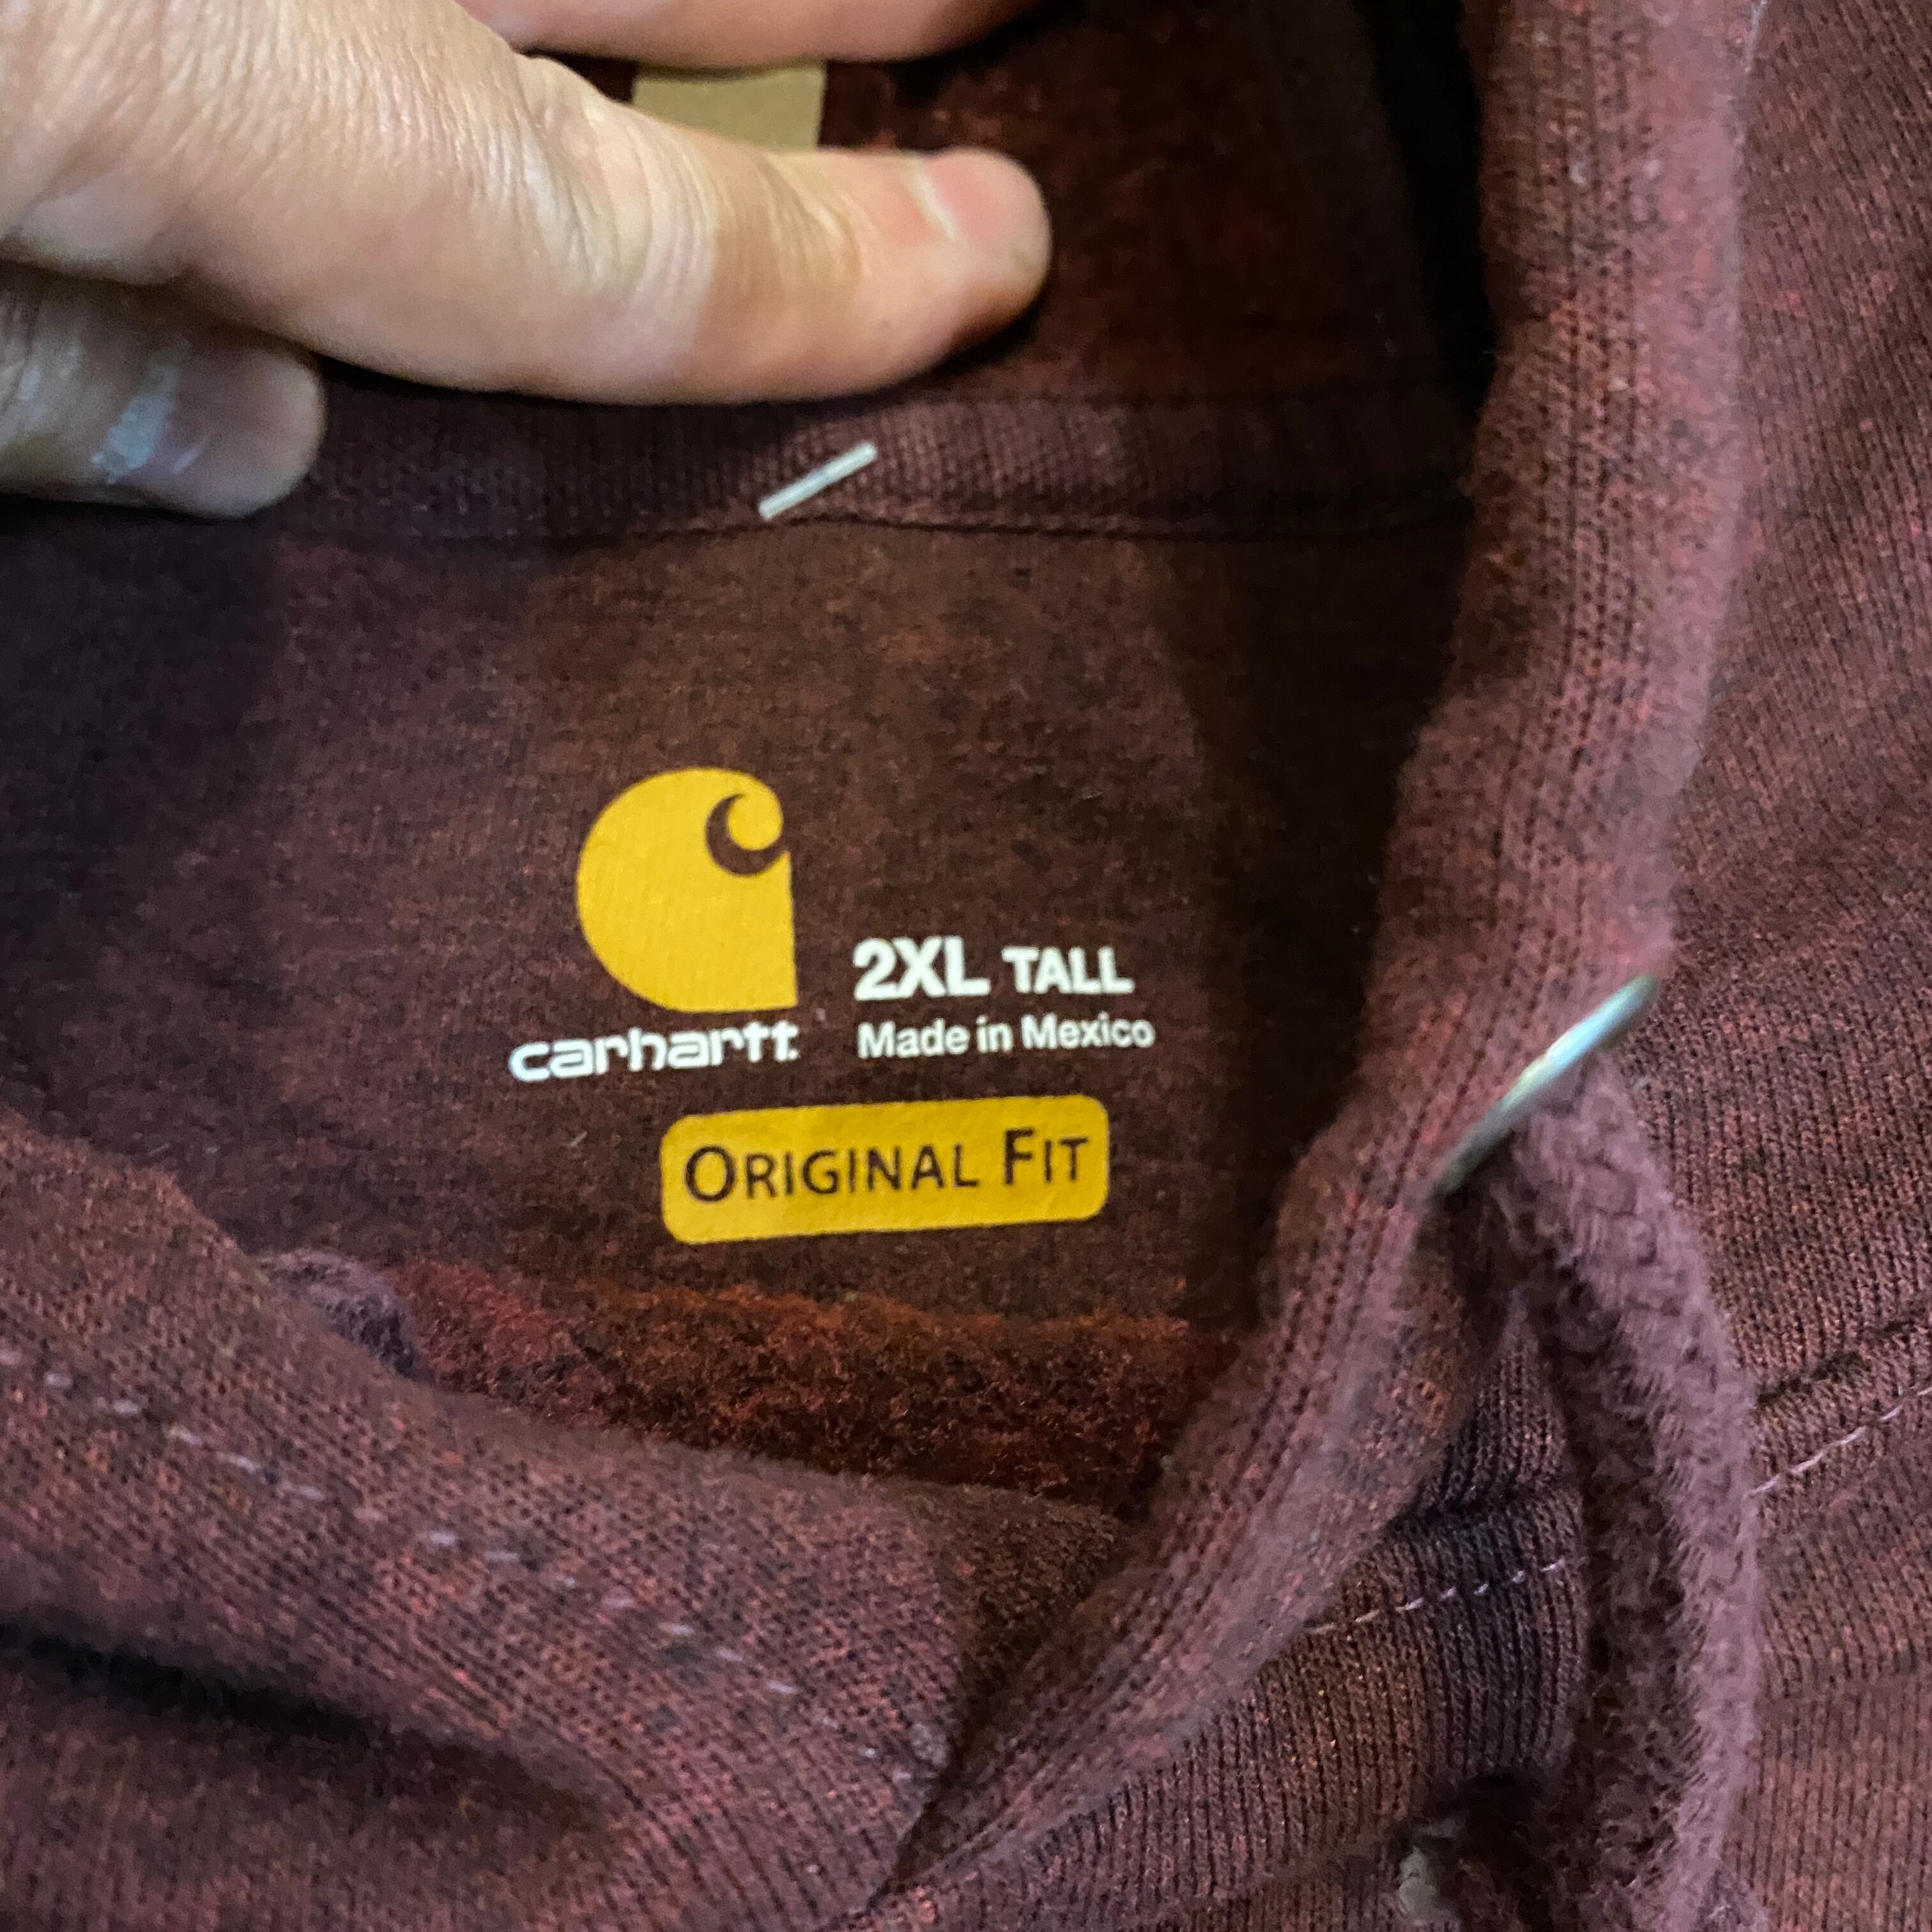 2XL TALL
carhartt.
Made in Mexico
ORIGINAL FIT